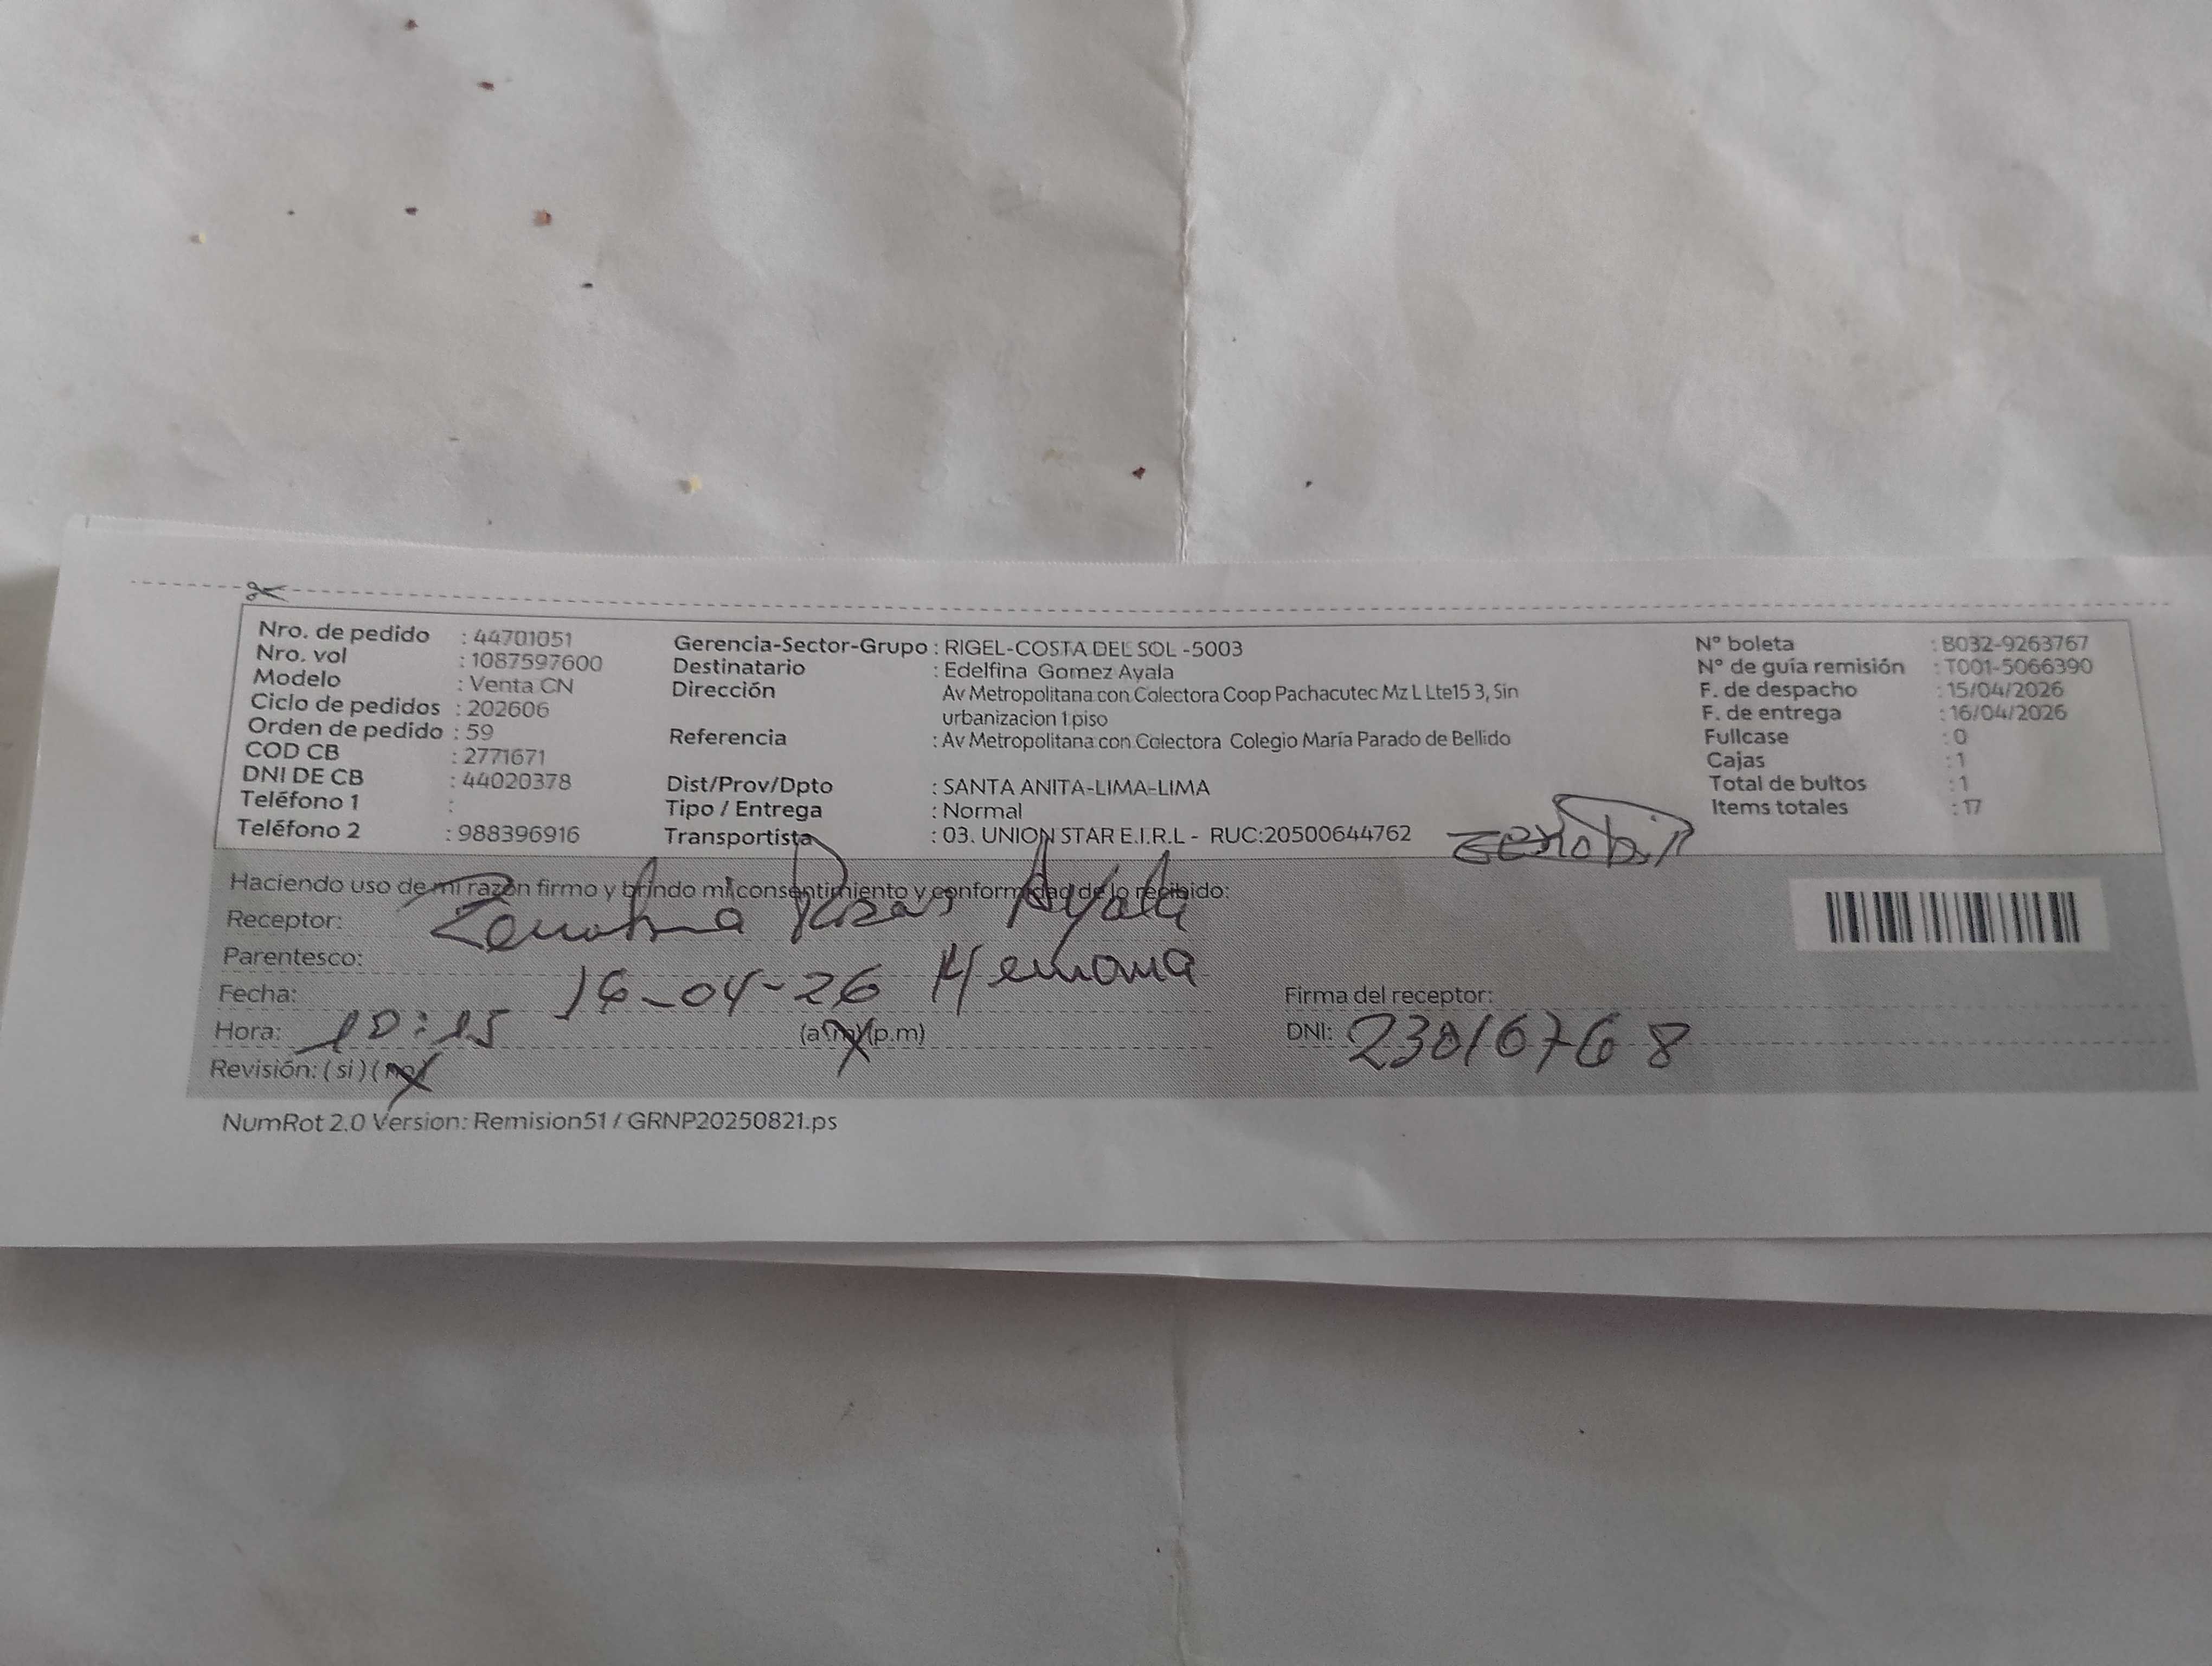 Nro. de pedido : 44701051
Nro. vol : 1087597600
Modelo : Venta CN
Ciclo de pedidos : 202606
Orden de pedido : 59
COD CB : 2771671
DNI DE CB : 44020378
Teléfono 1 :
Teléfono 2 : 988396916
Gerencia-Sector-Grupo : RIGEL-COSTA DEL SOL -5003
Destinatario : Edelfina Gomez Ayala
Dirección Av Metropolitana con Colectora Coop Pachacutec Mz L Lte15 3, Sin
urbanizacion 1 piso
Referencia : Av Metropolitana con Colectora Colegio María Parado de Bellido
Dist/Prov/Dpto : SANTA ANITA-LIMA-LIMA
Tipo / Entrega : Normal
Transportista : 03. UNION STAR E.I.R.L - RUC:20500644762
N° boleta : B032-9263767
N° de guía remisión : T001-5066390
F. de despacho : 15/04/2026
F. de entrega : 16/04/2026
Fullcase : 0
Cajas : 1
Total de bultos : 1
Items totales : 17
Haciendo uso de mi razón firmo y brindo mi consentimiento y conformidad de lo recibido:
Receptor: Ayala
Parentesco: Hermana
Fecha: 16-04-26
Hora: 10:15 (a.m)(p.m)
Revisión: (si) (no)
Firma del receptor:
DNI: 23016768
NumRot 2.0 Version: Remision51 / GRNP20250821.ps